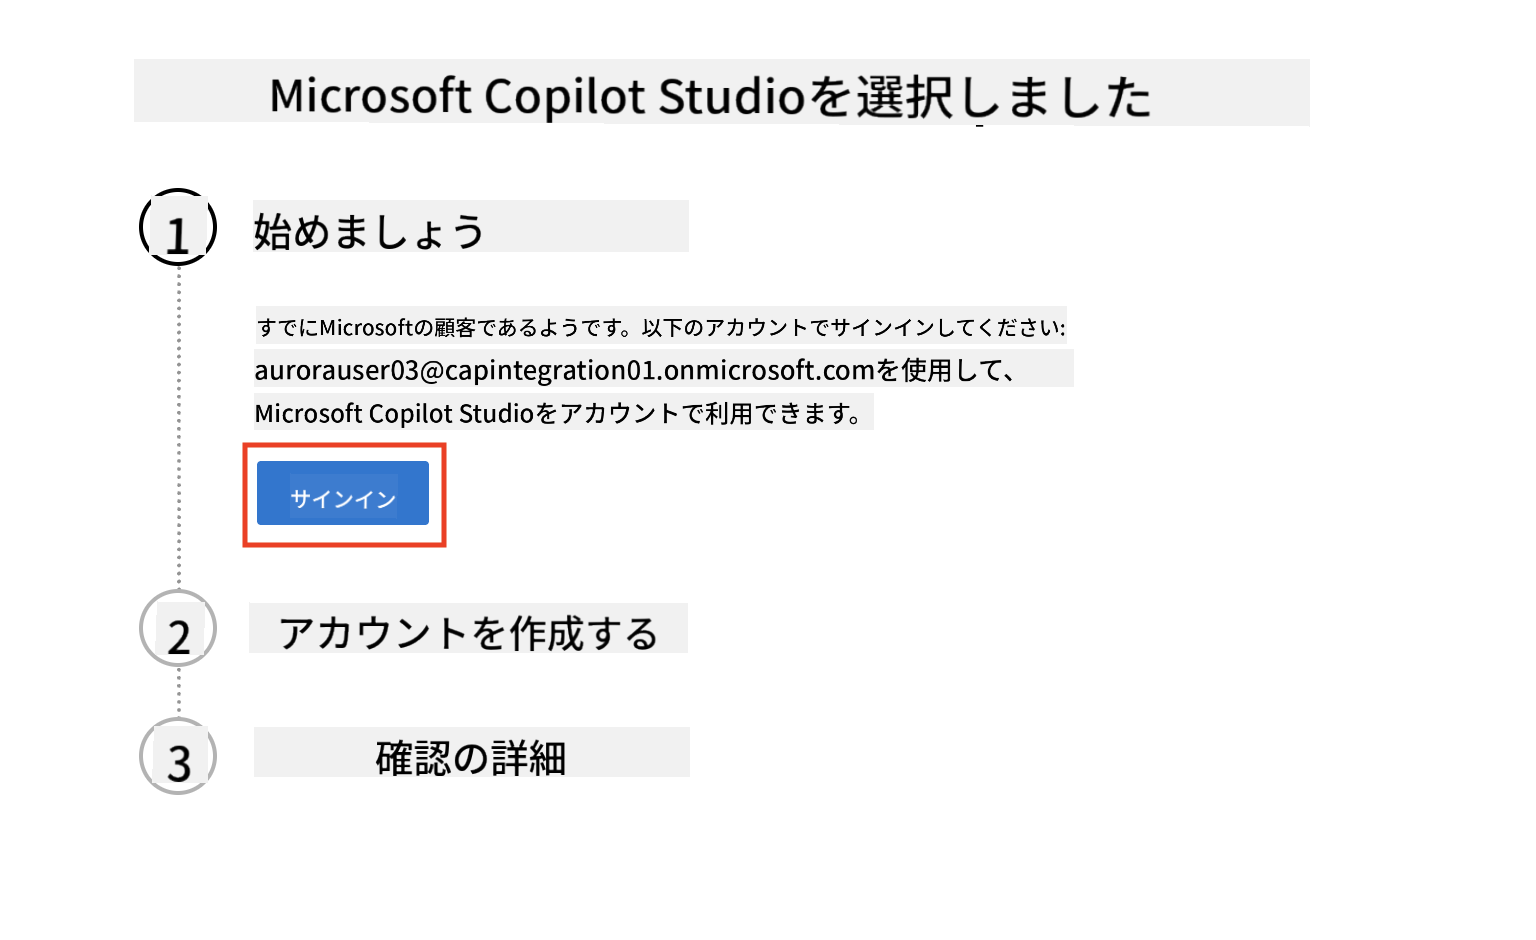 Microsoft Copilot Studioを選択しました
1 始めましょう
すでにMicrosoftの顧客であるようです。以下のアカウントでサインインしてください:
aurorauser03@capintegration01.onmicrosoft.comを使用して、
Microsoft Copilot Studioをアカウントで利用できます。
サインイン
2 アカウントを作成する
3 確認の詳細